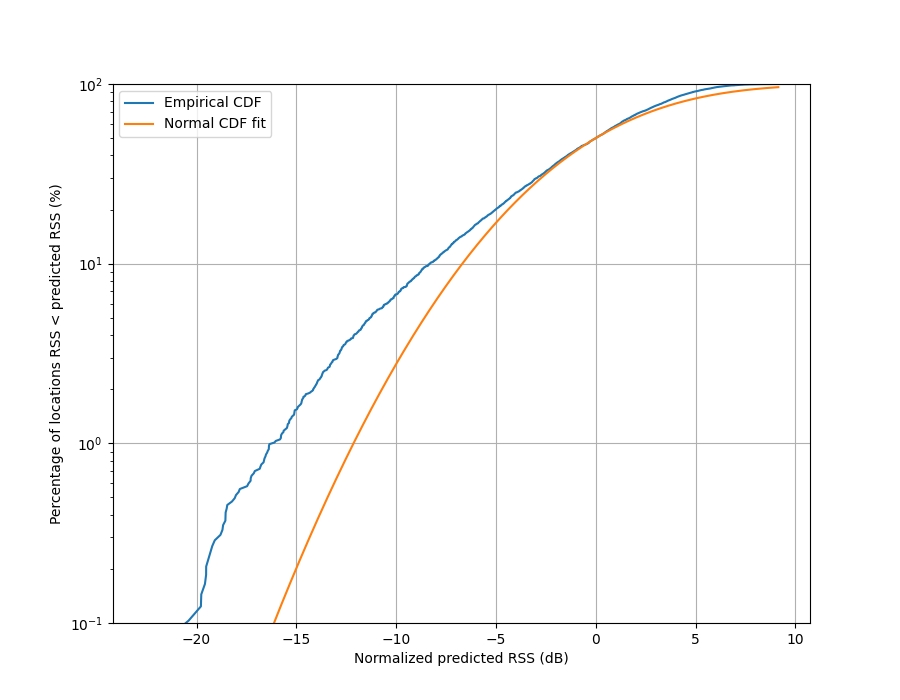 Empirical CDF
Normal CDF fit
Percentage of locations RSS < predicted RSS (%)
10²
10¹
10⁰
10⁻¹
−20
−15
−10
−5
0
5
10
Normalized predicted RSS (dB)